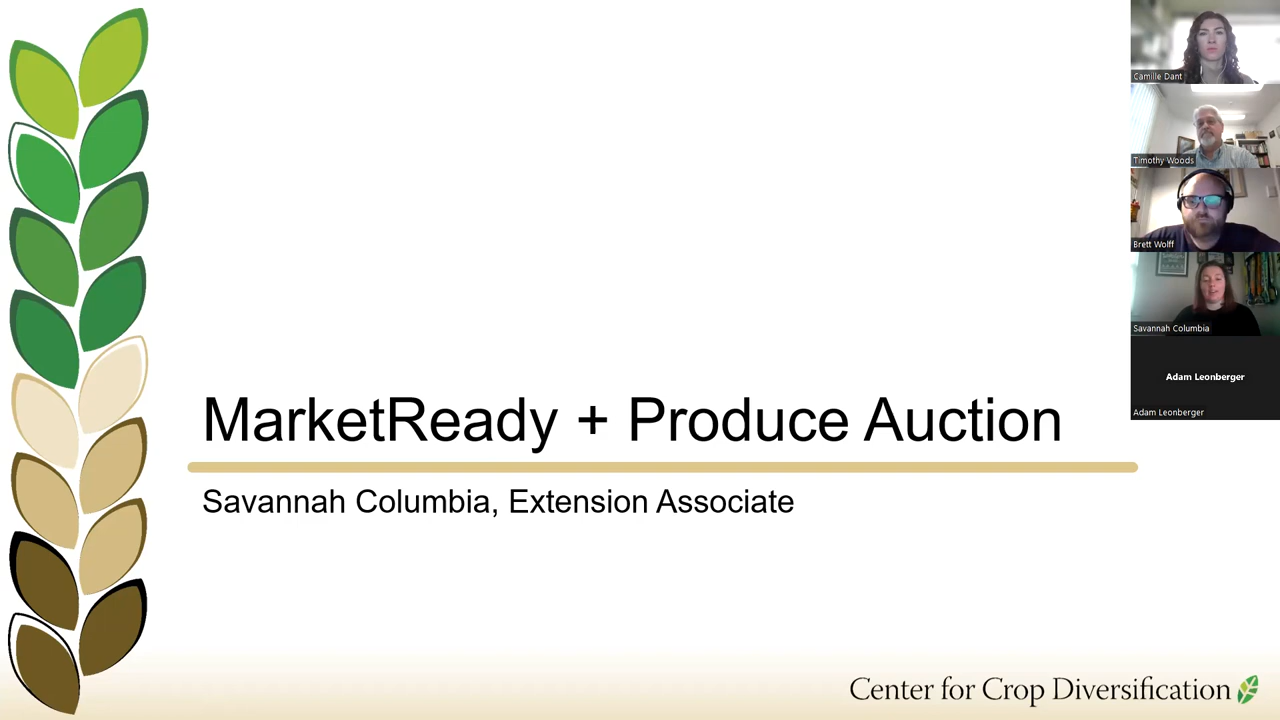 Camille Dant
Timothy Woods
Brett Wolff
Savannah Columbia
Adam Leonberger
Adam Leonberger
MarketReady + Produce Auction
Savannah Columbia, Extension Associate
Center for Crop Diversification